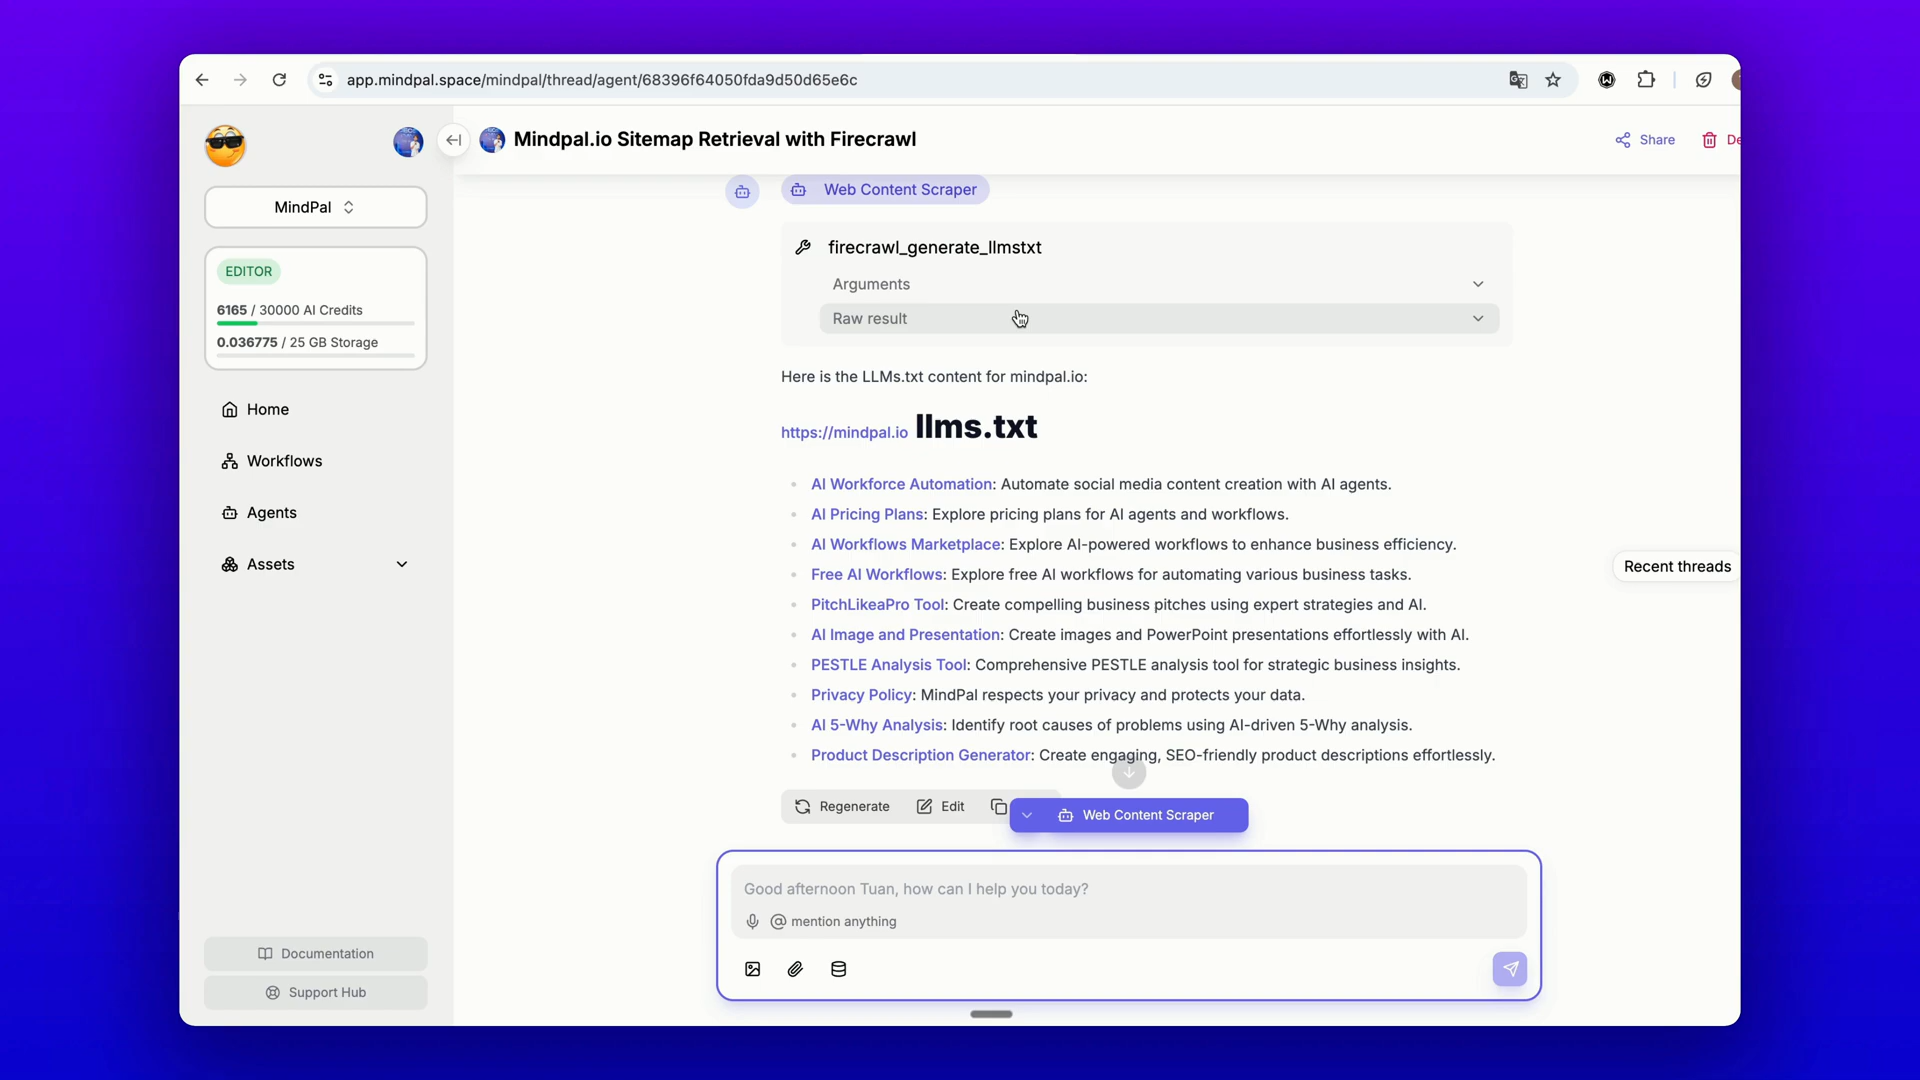 app.mindpal.space/mindpal/thread/agent/68396f64050fda9d50d65e6c
Mindpal.io Sitemap Retrieval with Firecrawl
Share
De
MindPal
EDITOR
6165 / 30000 AI Credits
0.036775 / 25 GB Storage
Home
Workflows
Agents
Assets
Documentation
Support Hub
Web Content Scraper
firecrawl_generate_llmstxt
Arguments
Raw result
Here is the LLMs.txt content for mindpal.io:
https://mindpal.io llms.txt
AI Workforce Automation: Automate social media content creation with AI agents.
AI Pricing Plans: Explore pricing plans for AI agents and workflows.
AI Workflows Marketplace: Explore AI-powered workflows to enhance business efficiency.
Free AI Workflows: Explore free AI workflows for automating various business tasks.
PitchLikeaPro Tool: Create compelling business pitches using expert strategies and AI.
AI Image and Presentation: Create images and PowerPoint presentations effortlessly with AI.
PESTLE Analysis Tool: Comprehensive PESTLE analysis tool for strategic business insights.
Privacy Policy: MindPal respects your privacy and protects your data.
AI 5-Why Analysis: Identify root causes of problems using AI-driven 5-Why analysis.
Product Description Generator: Create engaging, SEO-friendly product descriptions effortlessly.
Regenerate
Edit
Web Content Scraper
Good afternoon Tuan, how can I help you today?
@ mention anything
Recent threads